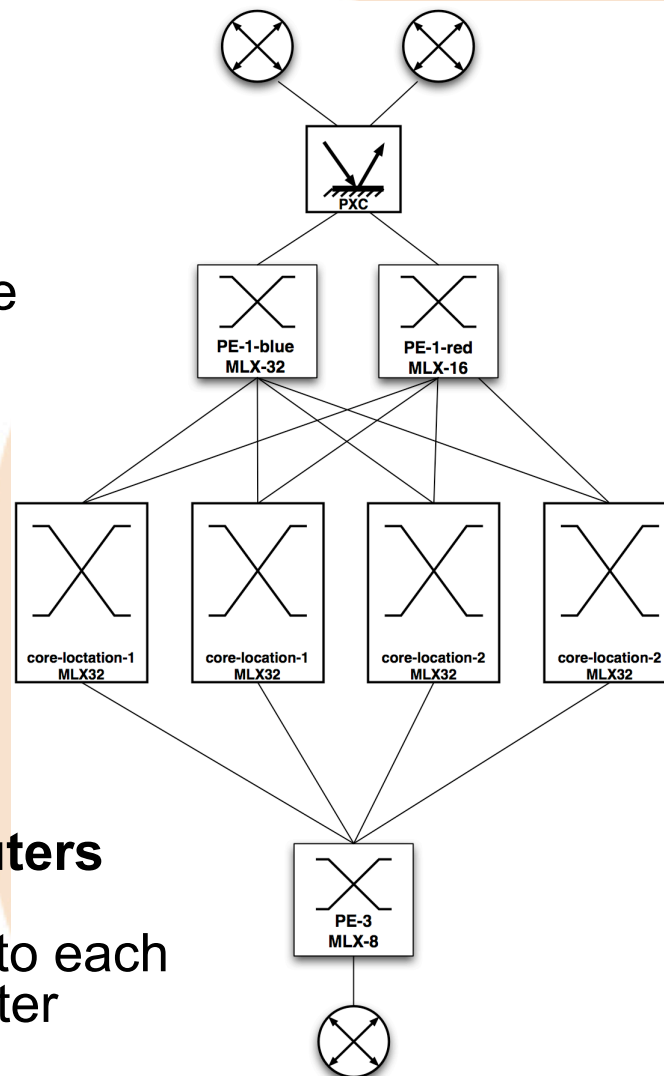 PXC
e
PE-1-blue
MLX-32
PE-1-red
MLX-16
core-loctation-1
MLX32
core-location-1
MLX32
core-location-2
MLX32
core-location-2
MLX32
uters
to each
ter
PE-3
MLX-8